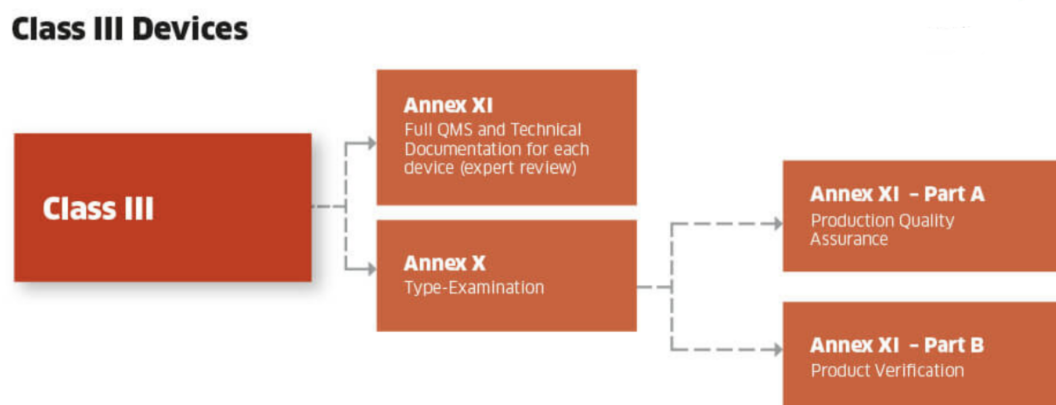 Class III Devices
Class III
Annex XI
Full QMS and Technical
Documentation for each
device (expert review)
Annex X
Type-Examination
Annex XI - Part A
Production Quality
Assurance
Annex XI - Part B
Product Verification